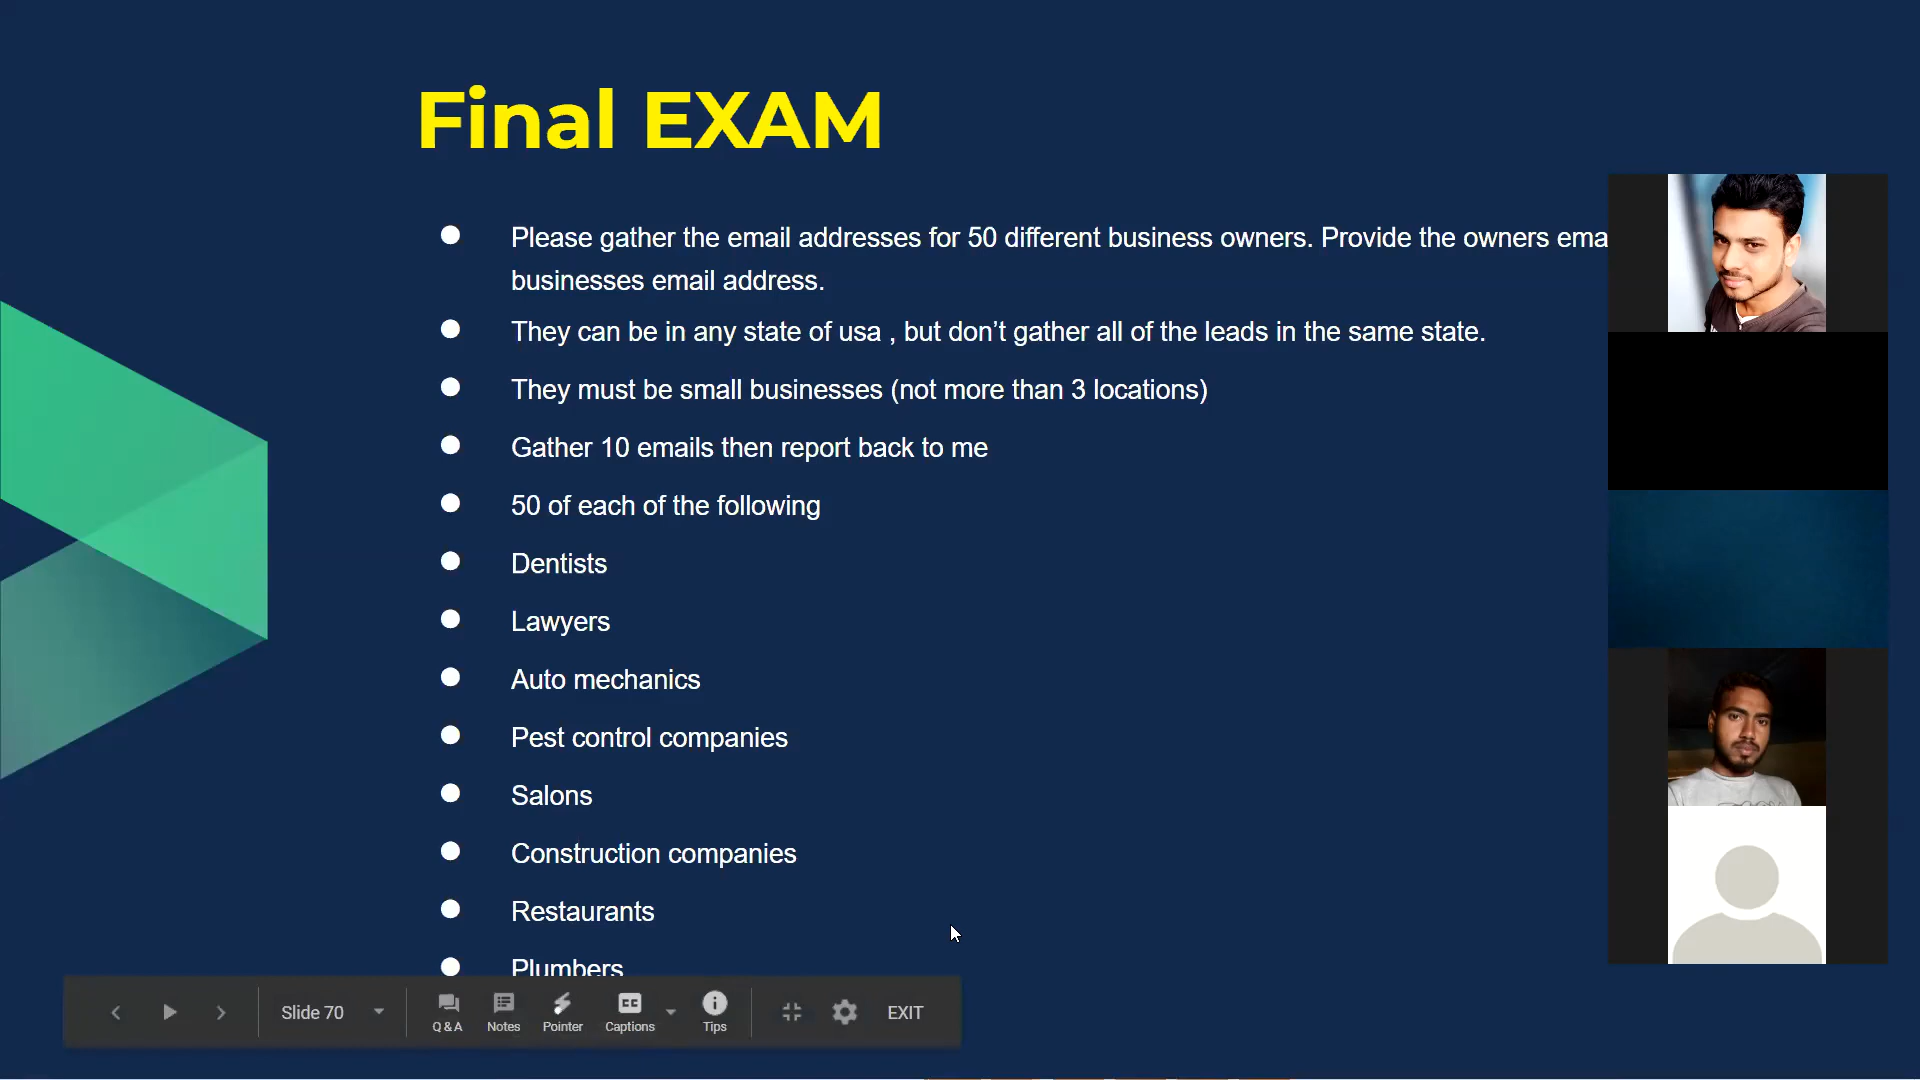 Final EXAM
Please gather the email addresses for 50 different business owners. Provide the owners ema
businesses email address.
They can be in any state of usa , but don’t gather all of the leads in the same state.
They must be small businesses (not more than 3 locations)
Gather 10 emails then report back to me
50 of each of the following
Dentists
Lawyers
Auto mechanics
Pest control companies
Salons
Construction companies
Restaurants
Plumbers
Slide 70
Q & A
Notes
Pointer
CC
Captions
Tips
EXIT